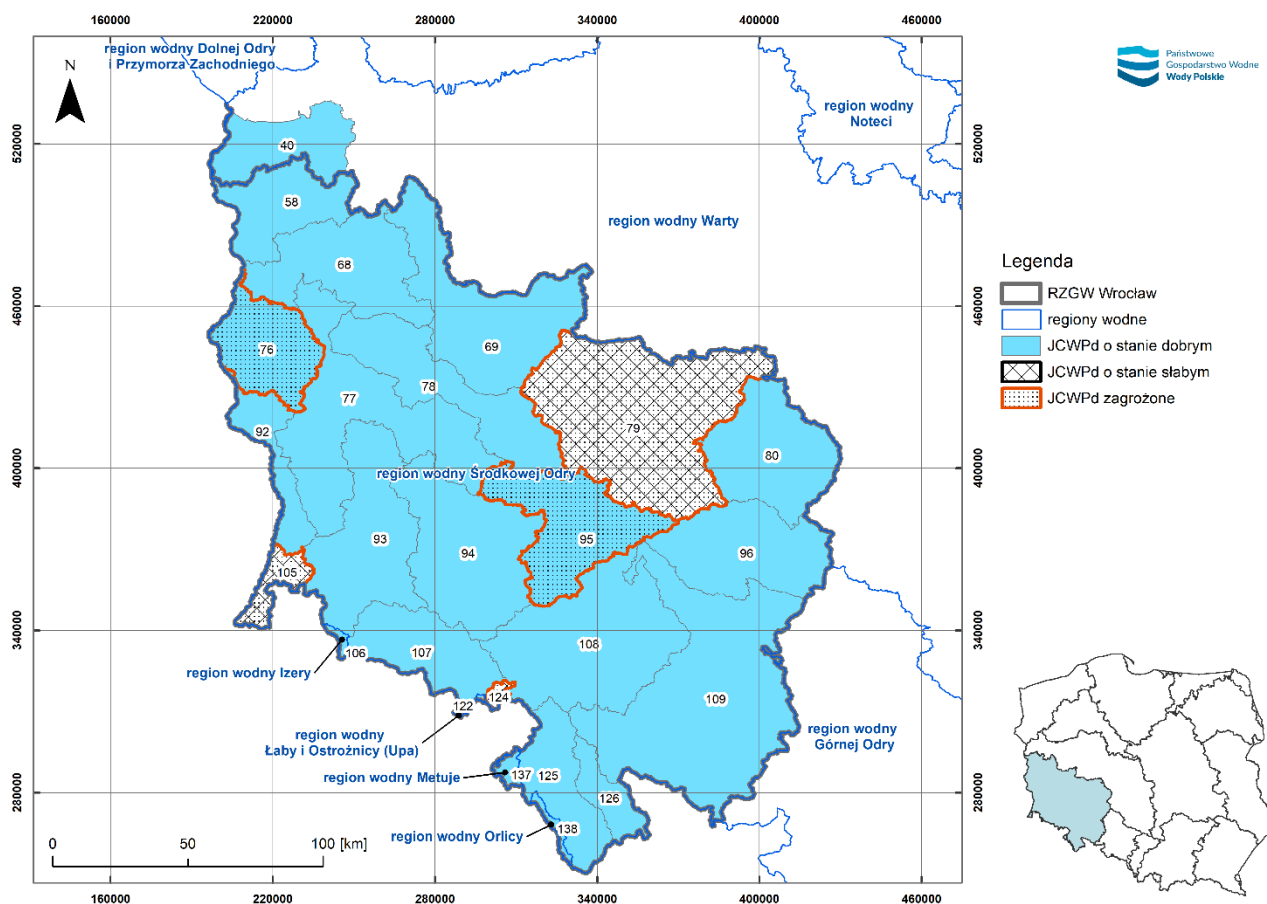 160000
220000
280000
340000
400000
460000
region wodny Dolnej Odry
i Przymorza Zachodniego
N
Państwowe
Gospodarstwo Wodne
Wody Polskie
region wodny
Noteci
520000
520000
40
58
region wodny Warty
68
Legenda
RZGW Wrocław
regiony wodne
JCWPd o stanie dobrym
JCWPd o stanie słabym
JCWPd zagrożone
460000
460000
76
69
78
77
79
92
80
400000
400000
region wodny Środkowej Odry
93
94
95
96
105
340000
340000
106
107
108
region wodny Izery
109
124
122
region wodny
Łaby i Ostrożnicy (Upa)
region wodny
Górnej Odry
region wodny Metuje
137
125
280000
280000
126
region wodny Orlicy
138
0
50
100 [km]
160000
220000
280000
340000
400000
460000